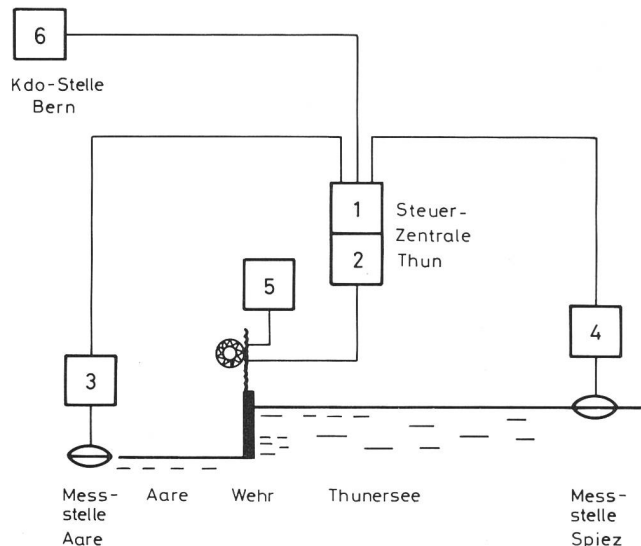 6
Kdo-Stelle
Bern
1
Steuer-
Zentrale
Thun
2
5
4
3
Mess-
stelle
Aare
Aare
Wehr
Thunersee
Mess-
stelle
Spiez